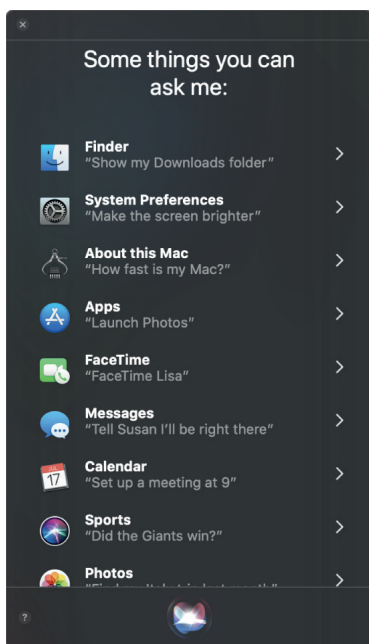 Some things you can
ask me:
Finder
“Show my Downloads folder”
System Preferences
“Make the screen brighter”
About this Mac
“How fast is my Mac?”
Apps
“Launch Photos”
FaceTime
“FaceTime Lisa”
Messages
“Tell Susan I’ll be right there”
Calendar
“Set up a meeting at 9”
JUL
17
Sports
“Did the Giants win?”
Photos
?